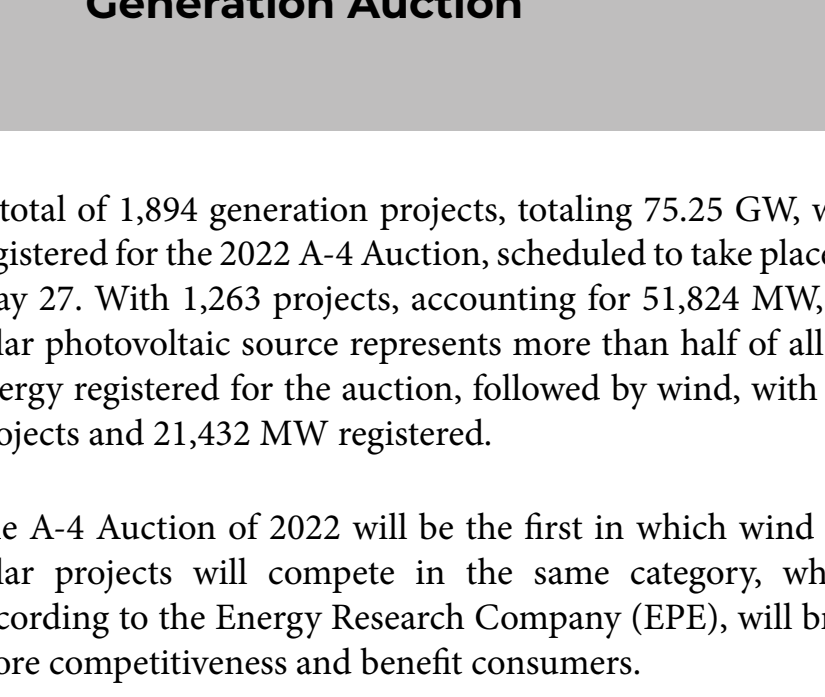 Generation Auction
total of 1,894 generation projects, totaling 75.25 GW,
gistered for the 2022 A-4 Auction, scheduled to take place
ay 27. With 1,263 projects, accounting for 51,824 MW,
lar photovoltaic source represents more than half of all
ergy registered for the auction, followed by wind, with
ojects and 21,432 MW registered.
e A-4 Auction of 2022 will be the first in which wind
lar projects will compete in the same category, wh
cording to the Energy Research Company (EPE), will br
ore competitiveness and benefit consumers.